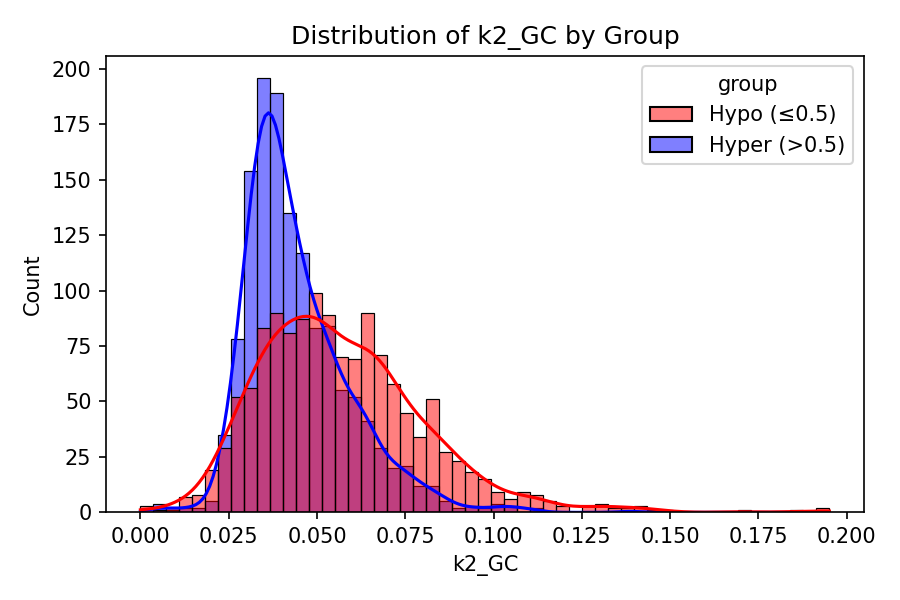 Distribution of k2_GC by Group
group
Hypo (≤0.5)
Hyper (>0.5)
Count
200
175
150
125
100
75
50
25
0
0.000 0.025 0.050 0.075 0.100 0.125 0.150 0.175 0.200
k2_GC